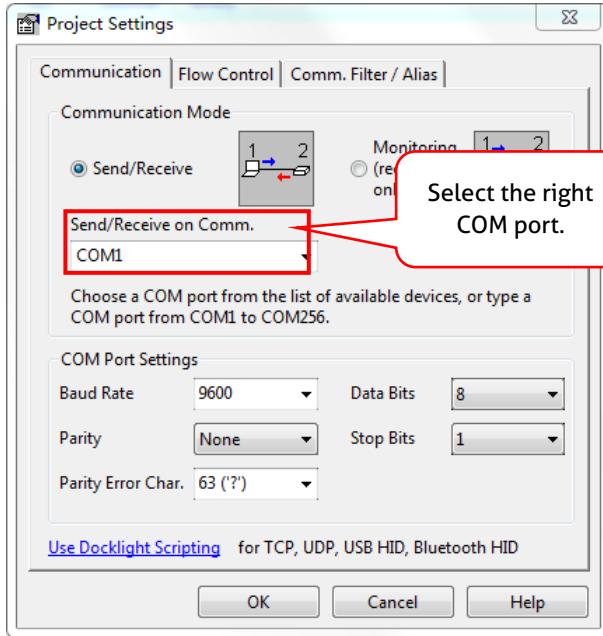 Project Settings
Communication
Flow Control
Comm. Filter / Alias
Communication Mode
Send/Receive
1 2
Monitoring
1 2
Select the right
COM port.
Send/Receive on Comm.
COM1
Choose a COM port from the list of available devices, or type a
COM port from COM1 to COM256.
COM Port Settings
Baud Rate 9600 Data Bits 8
Parity None Stop Bits 1
Parity Error Char. 63 ('?')
Use Docklight Scripting for TCP, UDP, USB HID, Bluetooth HID
OK Cancel Help